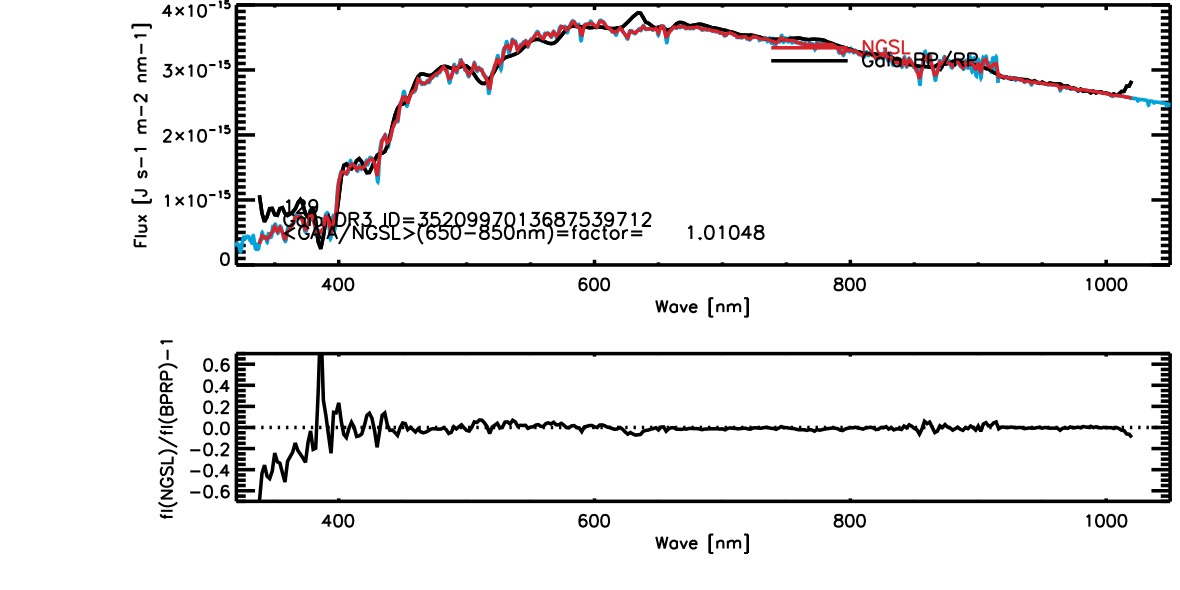 4×10−15
3×10−15
2×10−15
1×10−15
0
Flux [J s−1 m−2 nm−1]
NGSL
Gaia BP/RP
129
Gaia DR3 ID=3520997013687539712
<GAIA/NGSL>(650−850nm)=factor= 1.01048
400 600 800 1000
Wave [nm]
fl(NGSL)/fl(BPRP)−1
0.6
0.4
0.2
0.0
−0.2
−0.4
−0.6
400 600 800 1000
Wave [nm]